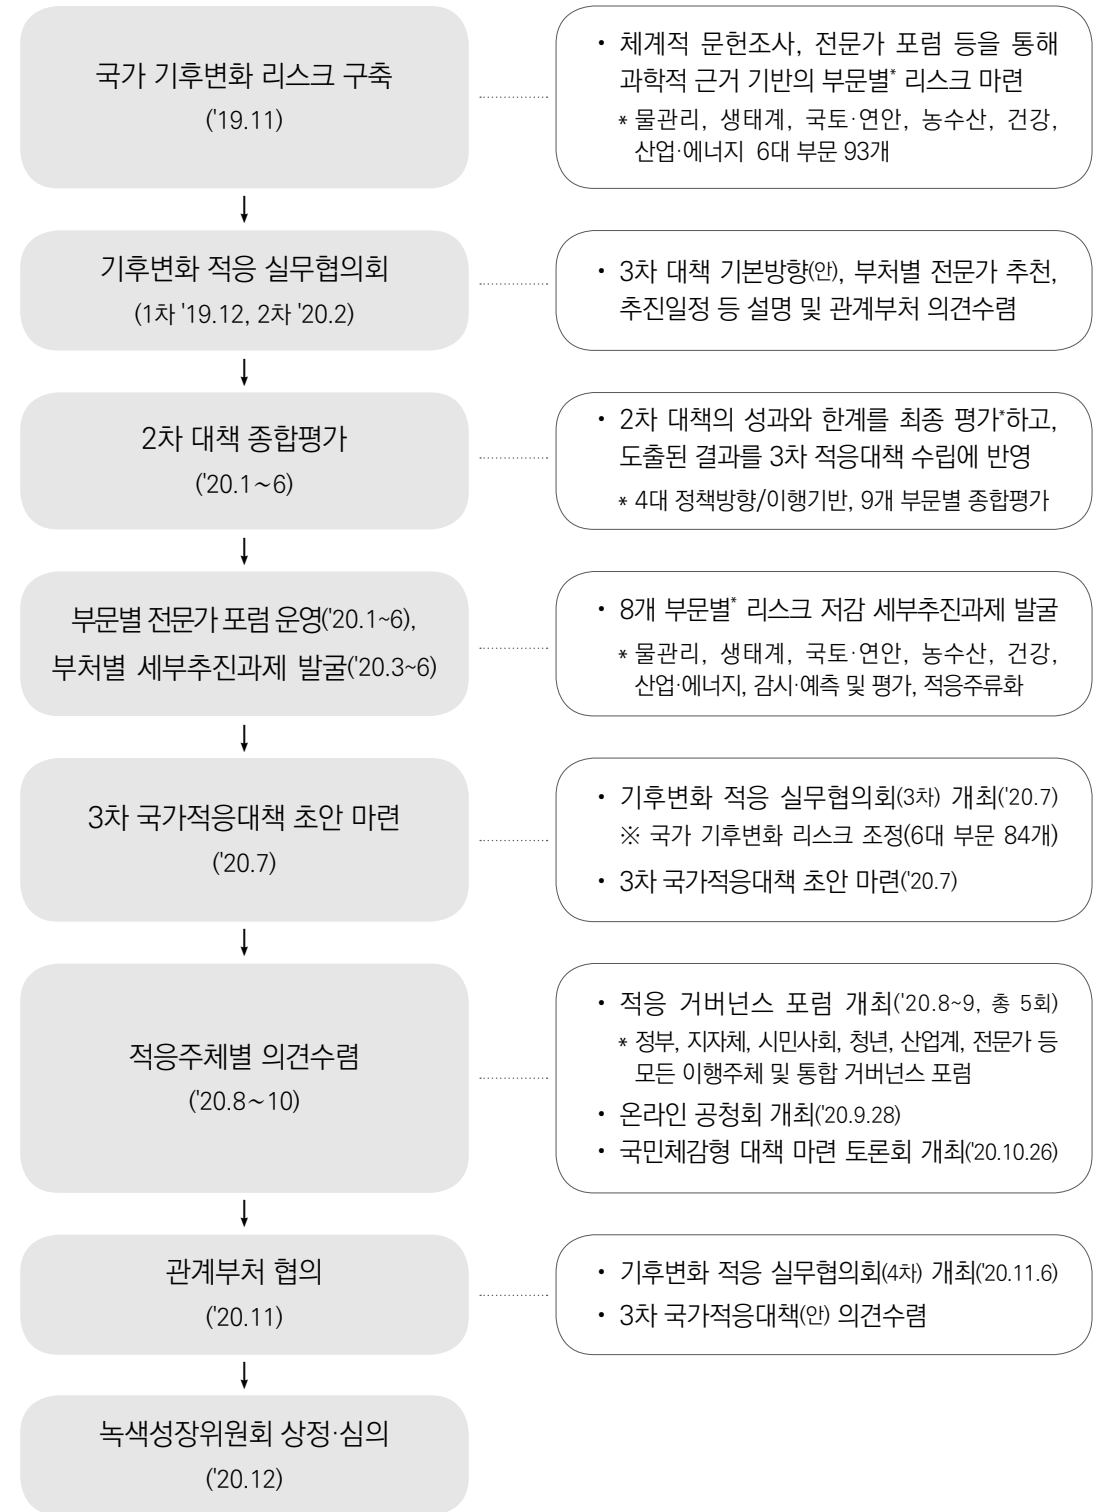 국가 기후변화 리스크 구축
('19.11)
• 체계적 문헌조사, 전문가 포럼 등을 통해
과학적 근거 기반의 부문별* 리스크 마련
* 물관리, 생태계, 국토·연안, 농수산, 건강,
산업·에너지 6대 부문 93개
기후변화 적응 실무협의회
(1차 '19.12, 2차 '20.2)
• 3차 대책 기본방향(안), 부처별 전문가 추천,
추진일정 등 설명 및 관계부처 의견수렴
2차 대책 종합평가
('20.1~6)
• 2차 대책의 성과와 한계를 최종 평가*하고,
도출된 결과를 3차 적응대책 수립에 반영
* 4대 정책방향/이행기반, 9개 부문별 종합평가
부문별 전문가 포럼 운영('20.1~6),
부처별 세부추진과제 발굴('20.3~6)
• 8개 부문별* 리스크 저감 세부추진과제 발굴
* 물관리, 생태계, 국토·연안, 농수산, 건강,
산업·에너지, 감시·예측 및 평가, 적응주류화
3차 국가적응대책 초안 마련
('20.7)
• 기후변화 적응 실무협의회(3차) 개최('20.7)
※ 국가 기후변화 리스크 조정(6대 부문 84개)
• 3차 국가적응대책 초안 마련('20.7)
적응주체별 의견수렴
('20.8~10)
• 적응 거버넌스 포럼 개최('20.8~9, 총 5회)
* 정부, 지자체, 시민사회, 청년, 산업계, 전문가 등
모든 이행주체 및 통합 거버넌스 포럼
• 온라인 공청회 개최('20.9.28)
• 국민체감형 대책 마련 토론회 개최('20.10.26)
관계부처 협의
('20.11)
• 기후변화 적응 실무협의회(4차) 개최('20.11.6)
• 3차 국가적응대책(안) 의견수렴
녹색성장위원회 상정·심의
('20.12)